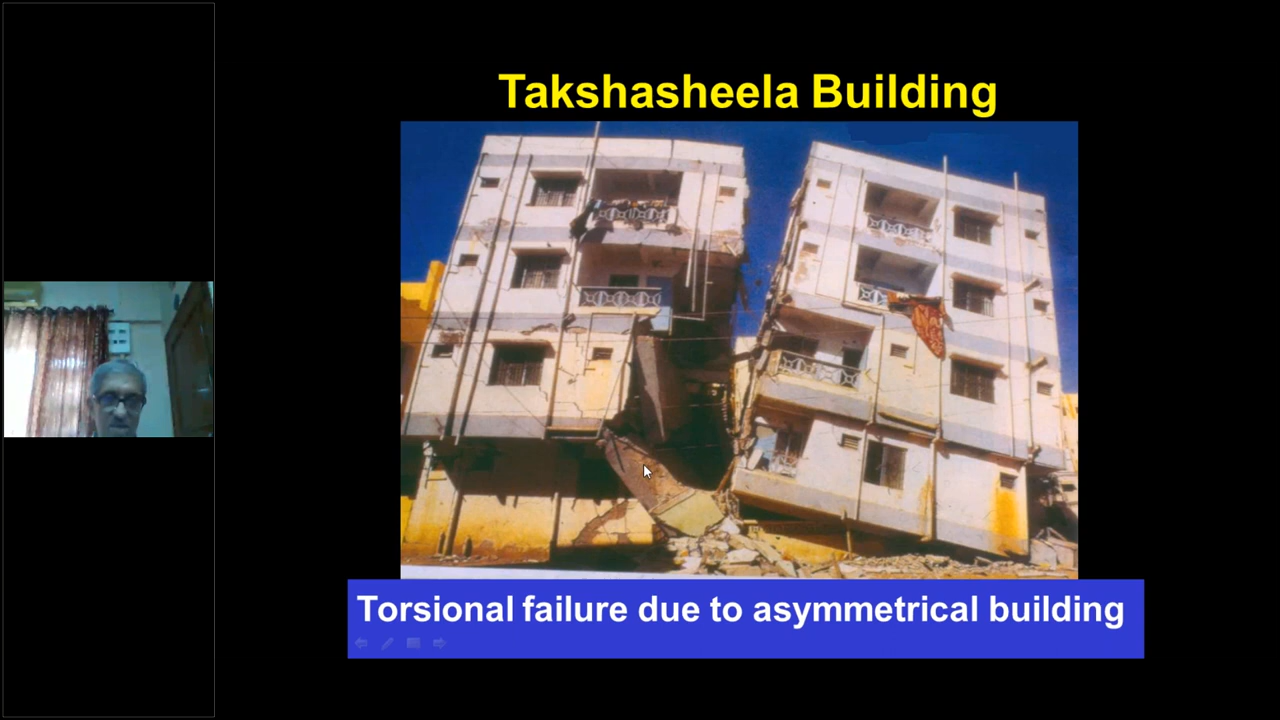 Takshasheela Building
Torsional failure due to asymmetrical building